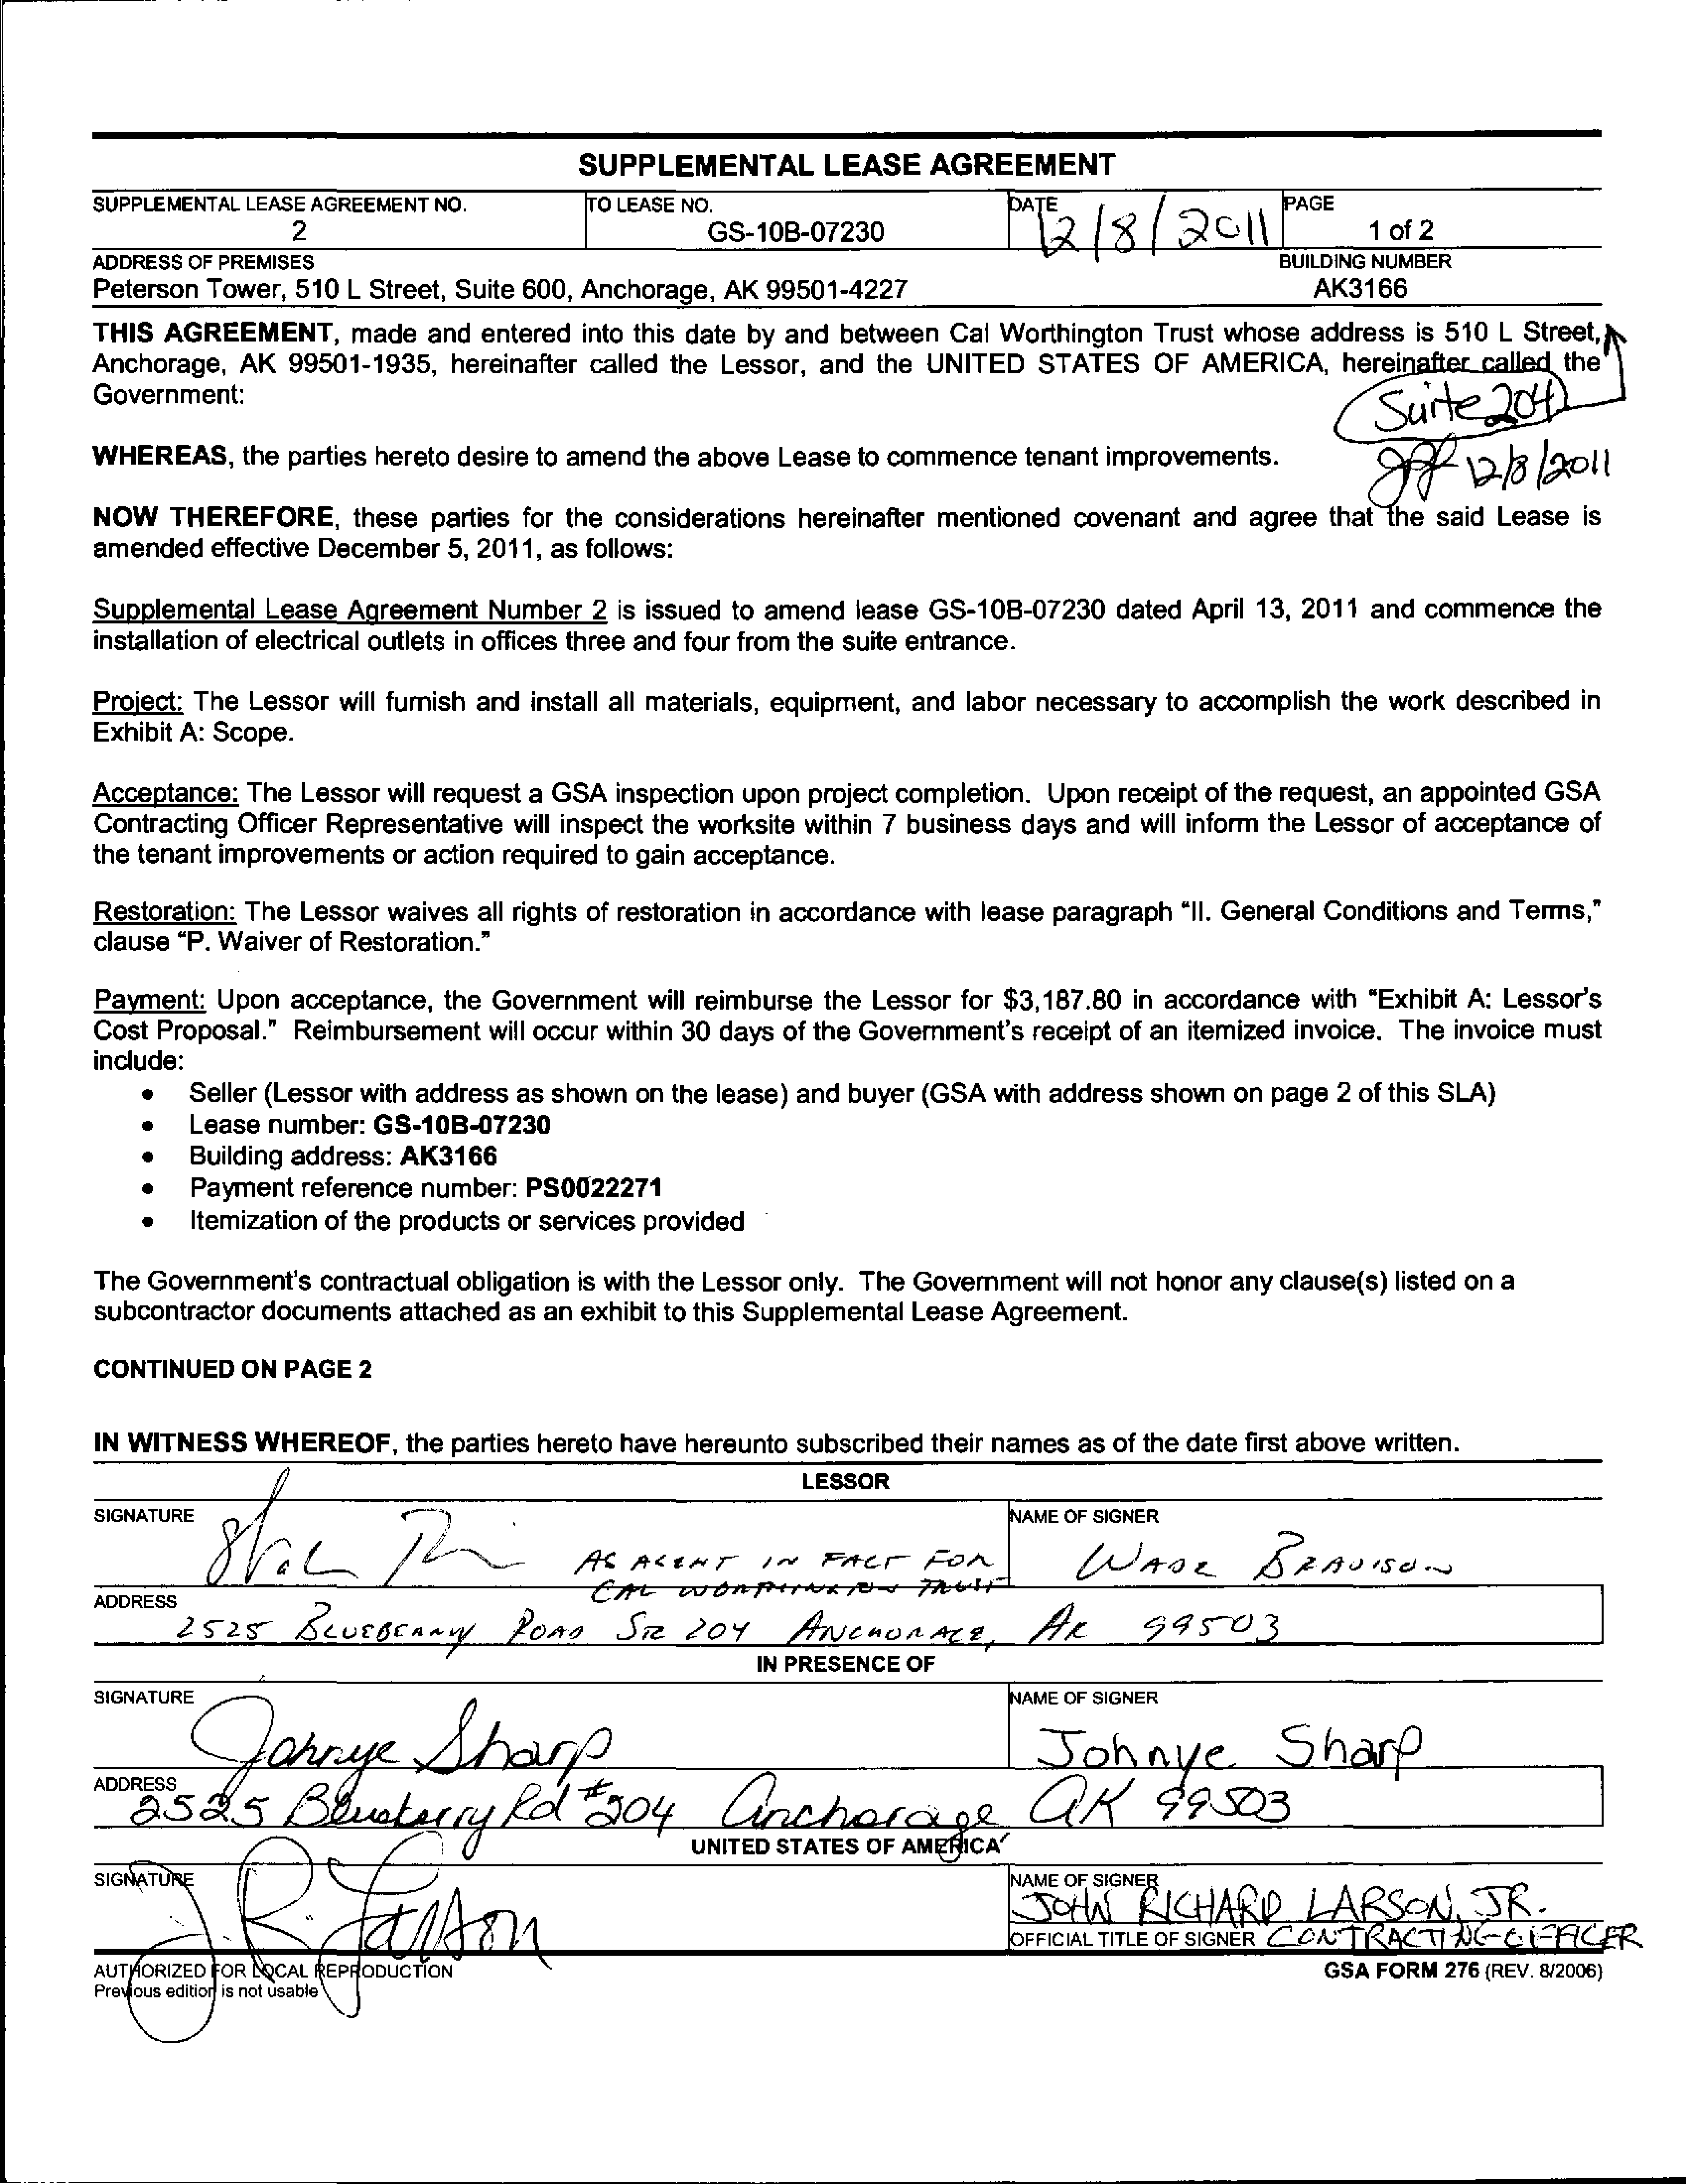 SUPPLEMENTAL LEASE AGREEMENT
SUPPLEMENTAL LEASE AGREEMENT NO.
2
TO LEASE NO.
GS-10B-07230
DATE
12/8/2011
PAGE
1 of 2
ADDRESS OF PREMISES
Peterson Tower, 510 L Street, Suite 600, Anchorage, AK 99501-4227
BUILDING NUMBER
AK3166
THIS AGREEMENT, made and entered into this date by and between Cal Worthington Trust whose address is 510 L Street,
Anchorage, AK 99501-1935, hereinafter called the Lessor, and the UNITED STATES OF AMERICA, hereinafter called the
Government:
Suite 204
12/8/2011
WHEREAS, the parties hereto desire to amend the above Lease to commence tenant improvements.
NOW THEREFORE, these parties for the considerations hereinafter mentioned covenant and agree that the said Lease is
amended effective December 5, 2011, as follows:
Supplemental Lease Agreement Number 2 is issued to amend lease GS-10B-07230 dated April 13, 2011 and commence the
installation of electrical outlets in offices three and four from the suite entrance.
Project: The Lessor will furnish and install all materials, equipment, and labor necessary to accomplish the work described in
Exhibit A: Scope.
Acceptance: The Lessor will request a GSA inspection upon project completion. Upon receipt of the request, an appointed GSA
Contracting Officer Representative will inspect the worksite within 7 business days and will inform the Lessor of acceptance of
the tenant improvements or action required to gain acceptance.
Restoration: The Lessor waives all rights of restoration in accordance with lease paragraph "II. General Conditions and Terms,"
clause "P. Waiver of Restoration."
Payment: Upon acceptance, the Government will reimburse the Lessor for $3,187.80 in accordance with "Exhibit A: Lessor's
Cost Proposal." Reimbursement will occur within 30 days of the Government's receipt of an itemized invoice. The invoice must
include:
• Seller (Lessor with address as shown on the lease) and buyer (GSA with address shown on page 2 of this SLA)
• Lease number: GS-10B-07230
• Building address: AK3166
• Payment reference number: PS0022271
• Itemization of the products or services provided
The Government's contractual obligation is with the Lessor only. The Government will not honor any clause(s) listed on a
subcontractor documents attached as an exhibit to this Supplemental Lease Agreement.
CONTINUED ON PAGE 2
IN WITNESS WHEREOF, the parties hereto have hereunto subscribed their names as of the date first above written.
LESSOR
SIGNATURE
AS AGENT IN FACT FOR
CAL WORTHINGTON TRUST
NAME OF SIGNER
WADE
ADDRESS
2525 BLUEBERRY ROAD STE 204 ANCHORAGE, AK 99503
IN PRESENCE OF
SIGNATURE
Johnye Sharp
NAME OF SIGNER
Johnye Sharp
ADDRESS
2525 Blueberry Rd #204 Anchorage AK 99503
UNITED STATES OF AMERICA
SIGNATURE
J R Larson
NAME OF SIGNER
JOHN RICHARD LARSON, JR.
OFFICIAL TITLE OF SIGNER CONTRACTING OFFICER
AUTHORIZED FOR LOCAL REPRODUCTION
Previous edition is not usable
GSA FORM 276 (REV. 8/2006)